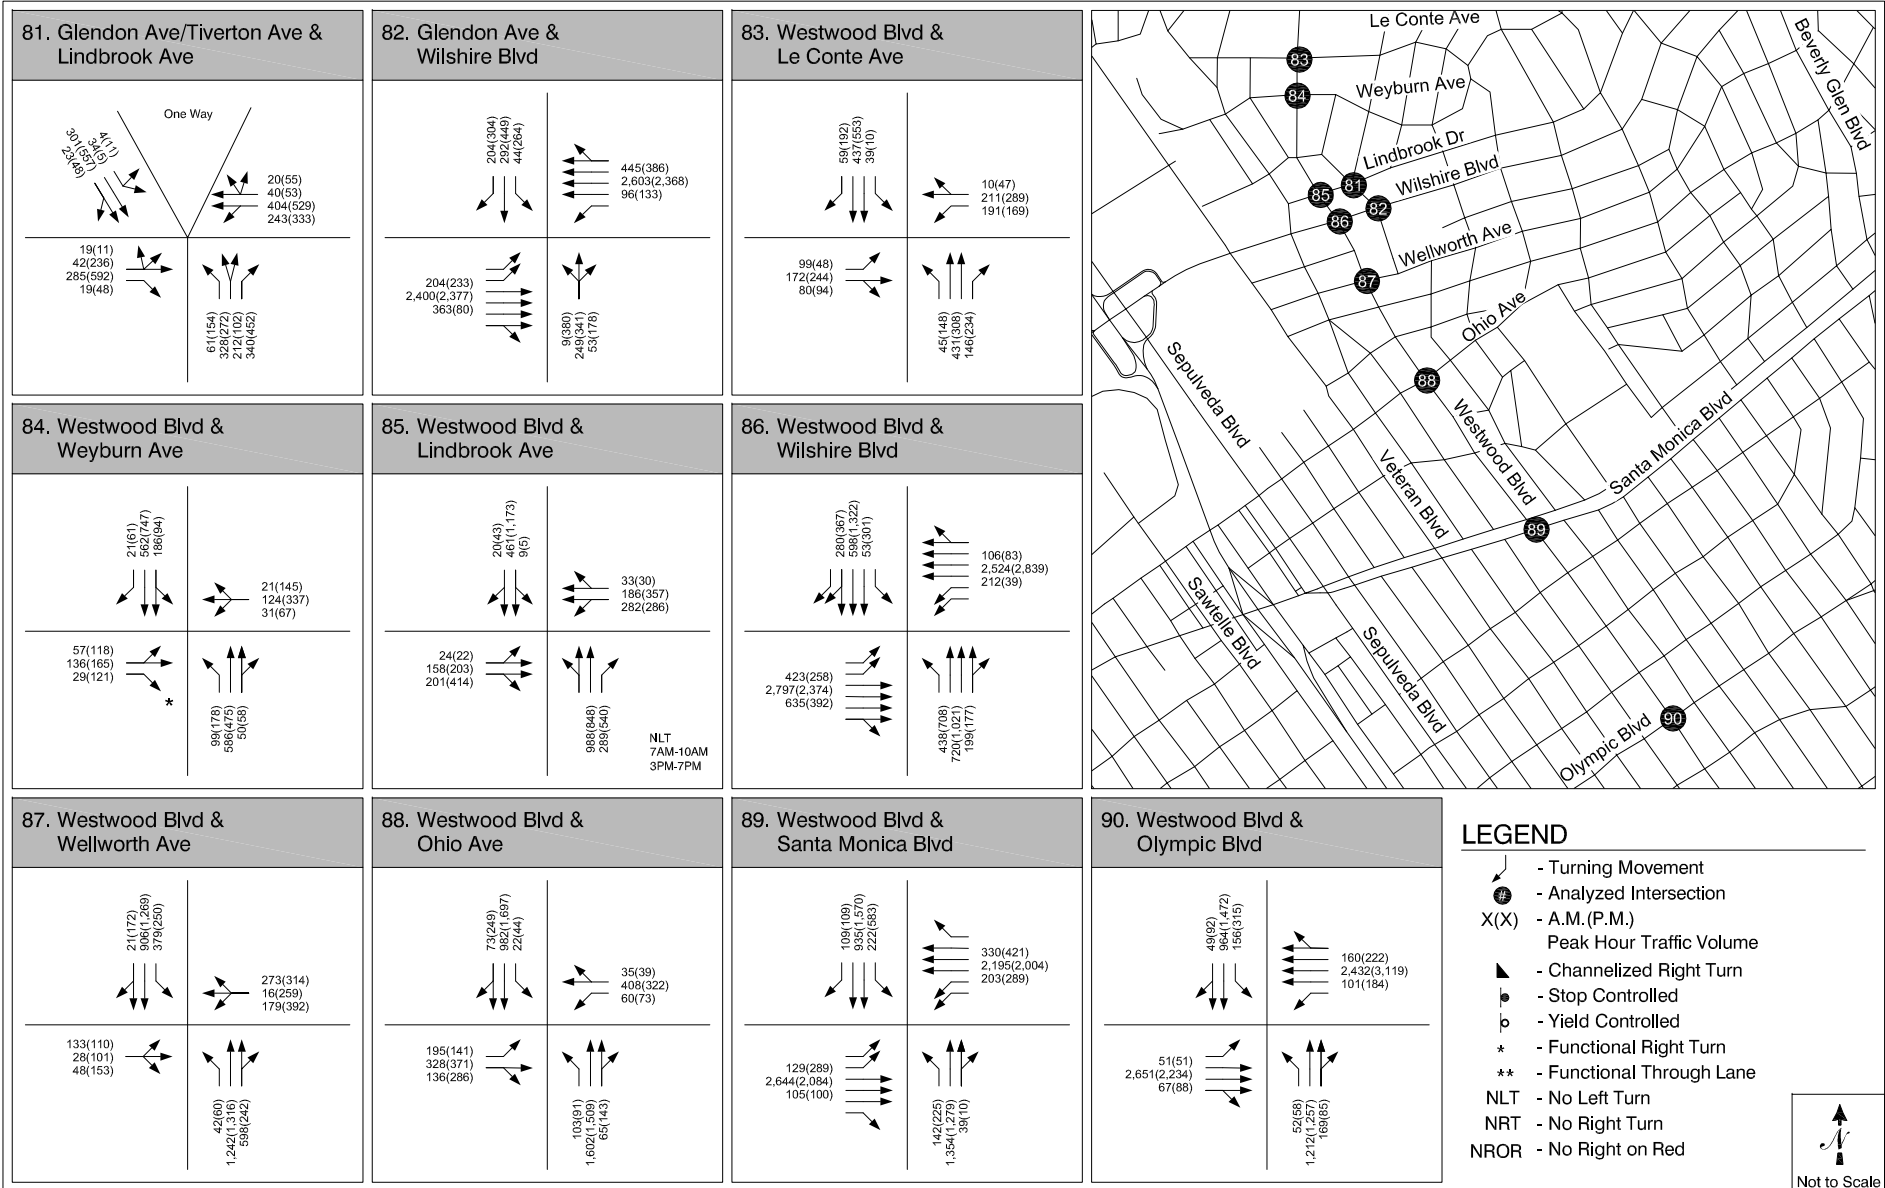 81. Glendon Ave/Tiverton Ave &
Lindbrook Ave
One Way
4(11)
34(5)
301(557)
23(48)
20(55)
40(53)
404(529)
243(333)
19(11)
42(236)
285(592)
19(48)
61(154)
328(272)
212(102)
340(452)
82. Glendon Ave &
Wilshire Blvd
204(304)
292(449)
44(264)
445(386)
2,603(2,368)
96(133)
204(233)
2,400(2,377)
363(80)
9(380)
249(341)
53(178)
83. Westwood Blvd &
Le Conte Ave
59(192)
437(553)
39(10)
10(47)
211(289)
191(169)
99(48)
172(244)
80(94)
45(148)
431(308)
146(234)
84. Westwood Blvd &
Weyburn Ave
21(61)
562(747)
186(94)
21(145)
124(337)
31(67)
57(118)
136(165)
29(121)
*
99(178)
586(475)
50(58)
85. Westwood Blvd &
Lindbrook Ave
20(43)
461(1,173)
9(5)
33(30)
186(357)
282(286)
24(22)
158(203)
201(414)
988(848)
289(540)
NLT
7AM-10AM
3PM-7PM
86. Westwood Blvd &
Wilshire Blvd
280(367)
598(1,322)
53(301)
106(83)
2,524(2,839)
212(39)
423(258)
2,797(2,374)
635(392)
438(708)
720(1,021)
199(177)
87. Westwood Blvd &
Wellworth Ave
21(172)
906(1,269)
379(250)
273(314)
16(259)
179(392)
133(110)
28(101)
48(153)
42(60)
1,242(1,316)
598(242)
88. Westwood Blvd &
Ohio Ave
73(249)
982(1,697)
22(44)
35(39)
408(322)
60(73)
195(141)
328(371)
136(286)
103(91)
1,602(1,509)
65(143)
89. Westwood Blvd &
Santa Monica Blvd
109(109)
935(1,570)
222(583)
330(421)
2,195(2,004)
203(289)
129(289)
2,644(2,084)
105(100)
142(225)
1,354(1,279)
39(10)
90. Westwood Blvd &
Olympic Blvd
49(92)
964(1,472)
156(315)
160(222)
2,432(3,119)
101(184)
51(51)
2,651(2,234)
67(88)
52(58)
1,212(1,257)
169(85)
Le Conte Ave
Beverly Glen Blvd
83
Weyburn Ave
84
Lindbrook Dr
Wilshire Blvd
81
85
82
86
Wellworth Ave
87
Ohio Ave
Sepulveda Blvd
88
Westwood Blvd
Santa Monica Blvd
Veteran Blvd
89
Sawtelle Blvd
Sepulveda Blvd
90
Olympic Blvd
LEGEND
- Turning Movement
# - Analyzed Intersection
X(X) - A.M.(P.M.)
Peak Hour Traffic Volume
- Channelized Right Turn
- Stop Controlled
- Yield Controlled
* - Functional Right Turn
** - Functional Through Lane
NLT - No Left Turn
NRT - No Right Turn
NROR - No Right on Red
N
Not to Scale